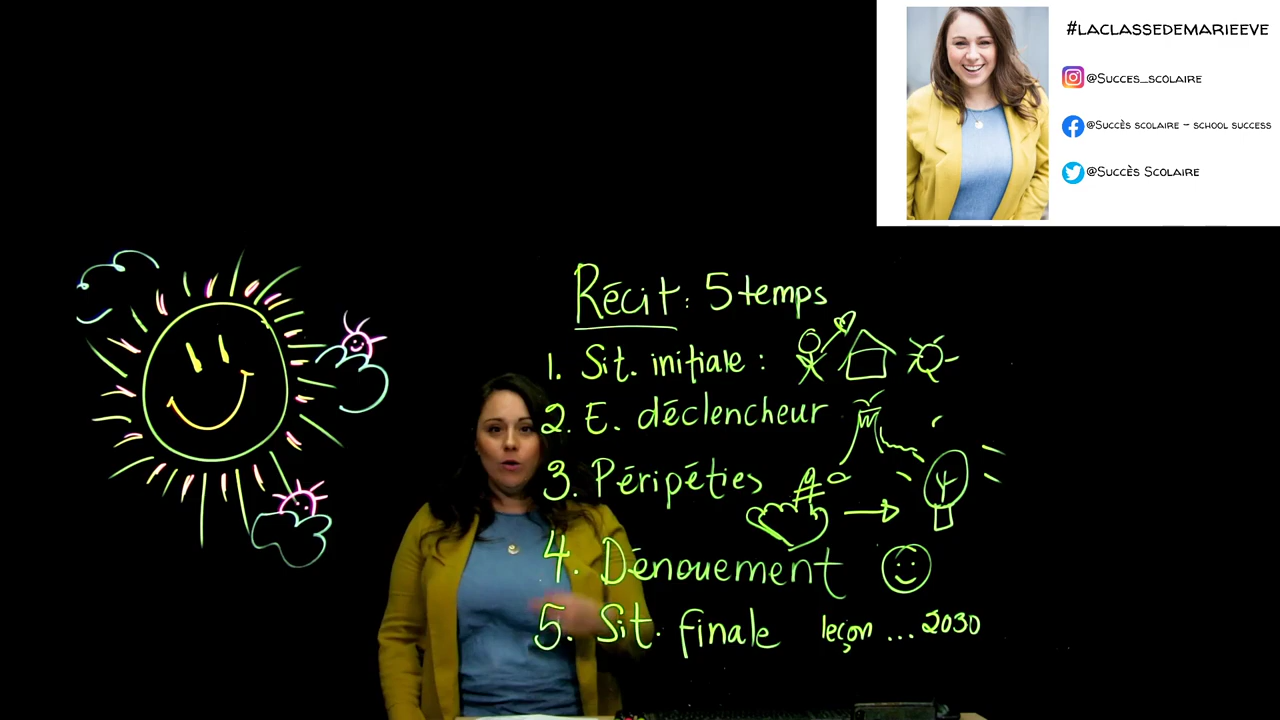 #LACLASSEDEMARIEEVE
@SUCCES_SCOLAIRE
@SUCCÈS SCOLAIRE - SCHOOL SUCCESS
@SUCCÈS SCOLAIRE
Récit : 5 temps
1. Sit. initiale :
2. E. déclencheur
3. Péripéties
4. Dénouement
5. Sit. finale leçon ... 2030